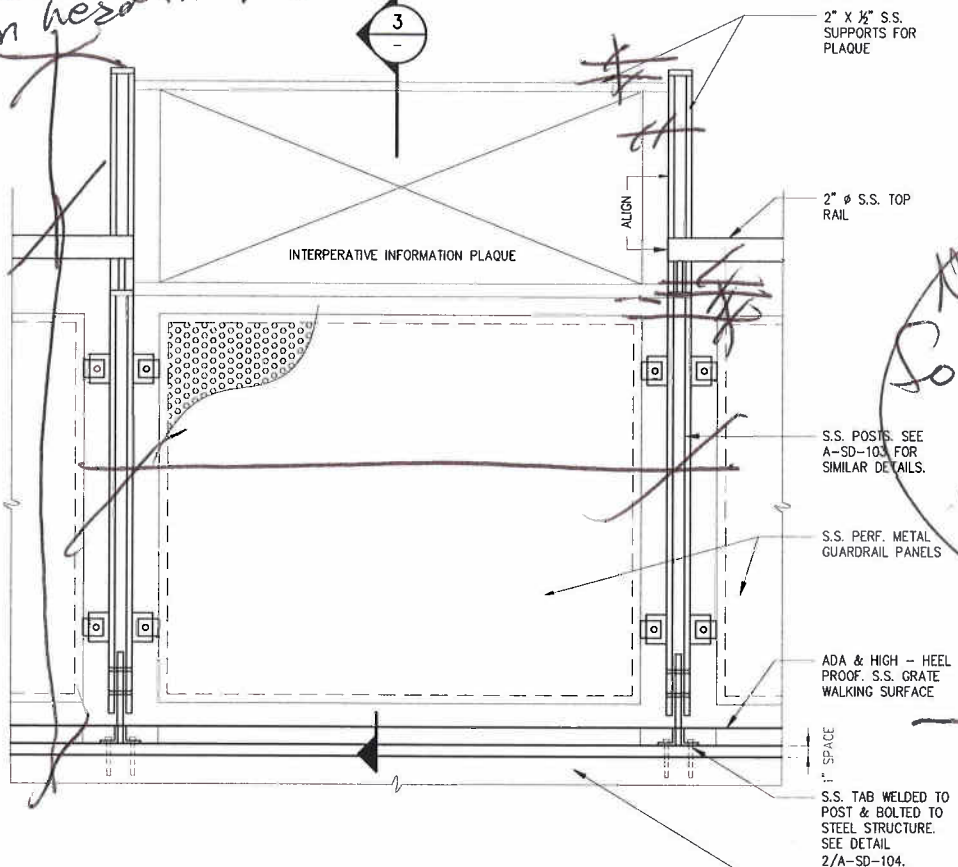 3
-
2" X ½" S.S.
SUPPORTS FOR
PLAQUE
ALIGN
2" ø S.S. TOP
RAIL
INTERPERATIVE INFORMATION PLAQUE
So
S.S. POSTS. SEE
A-SD-103 FOR
SIMILAR DETAILS.
S.S. PERF. METAL
GUARDRAIL PANELS
ADA & HIGH - HEEL
PROOF. S.S. GRATE
WALKING SURFACE
1" SPACE
S.S. TAB WELDED TO
POST & BOLTED TO
STEEL STRUCTURE.
SEE DETAIL
2/A-SD-104.